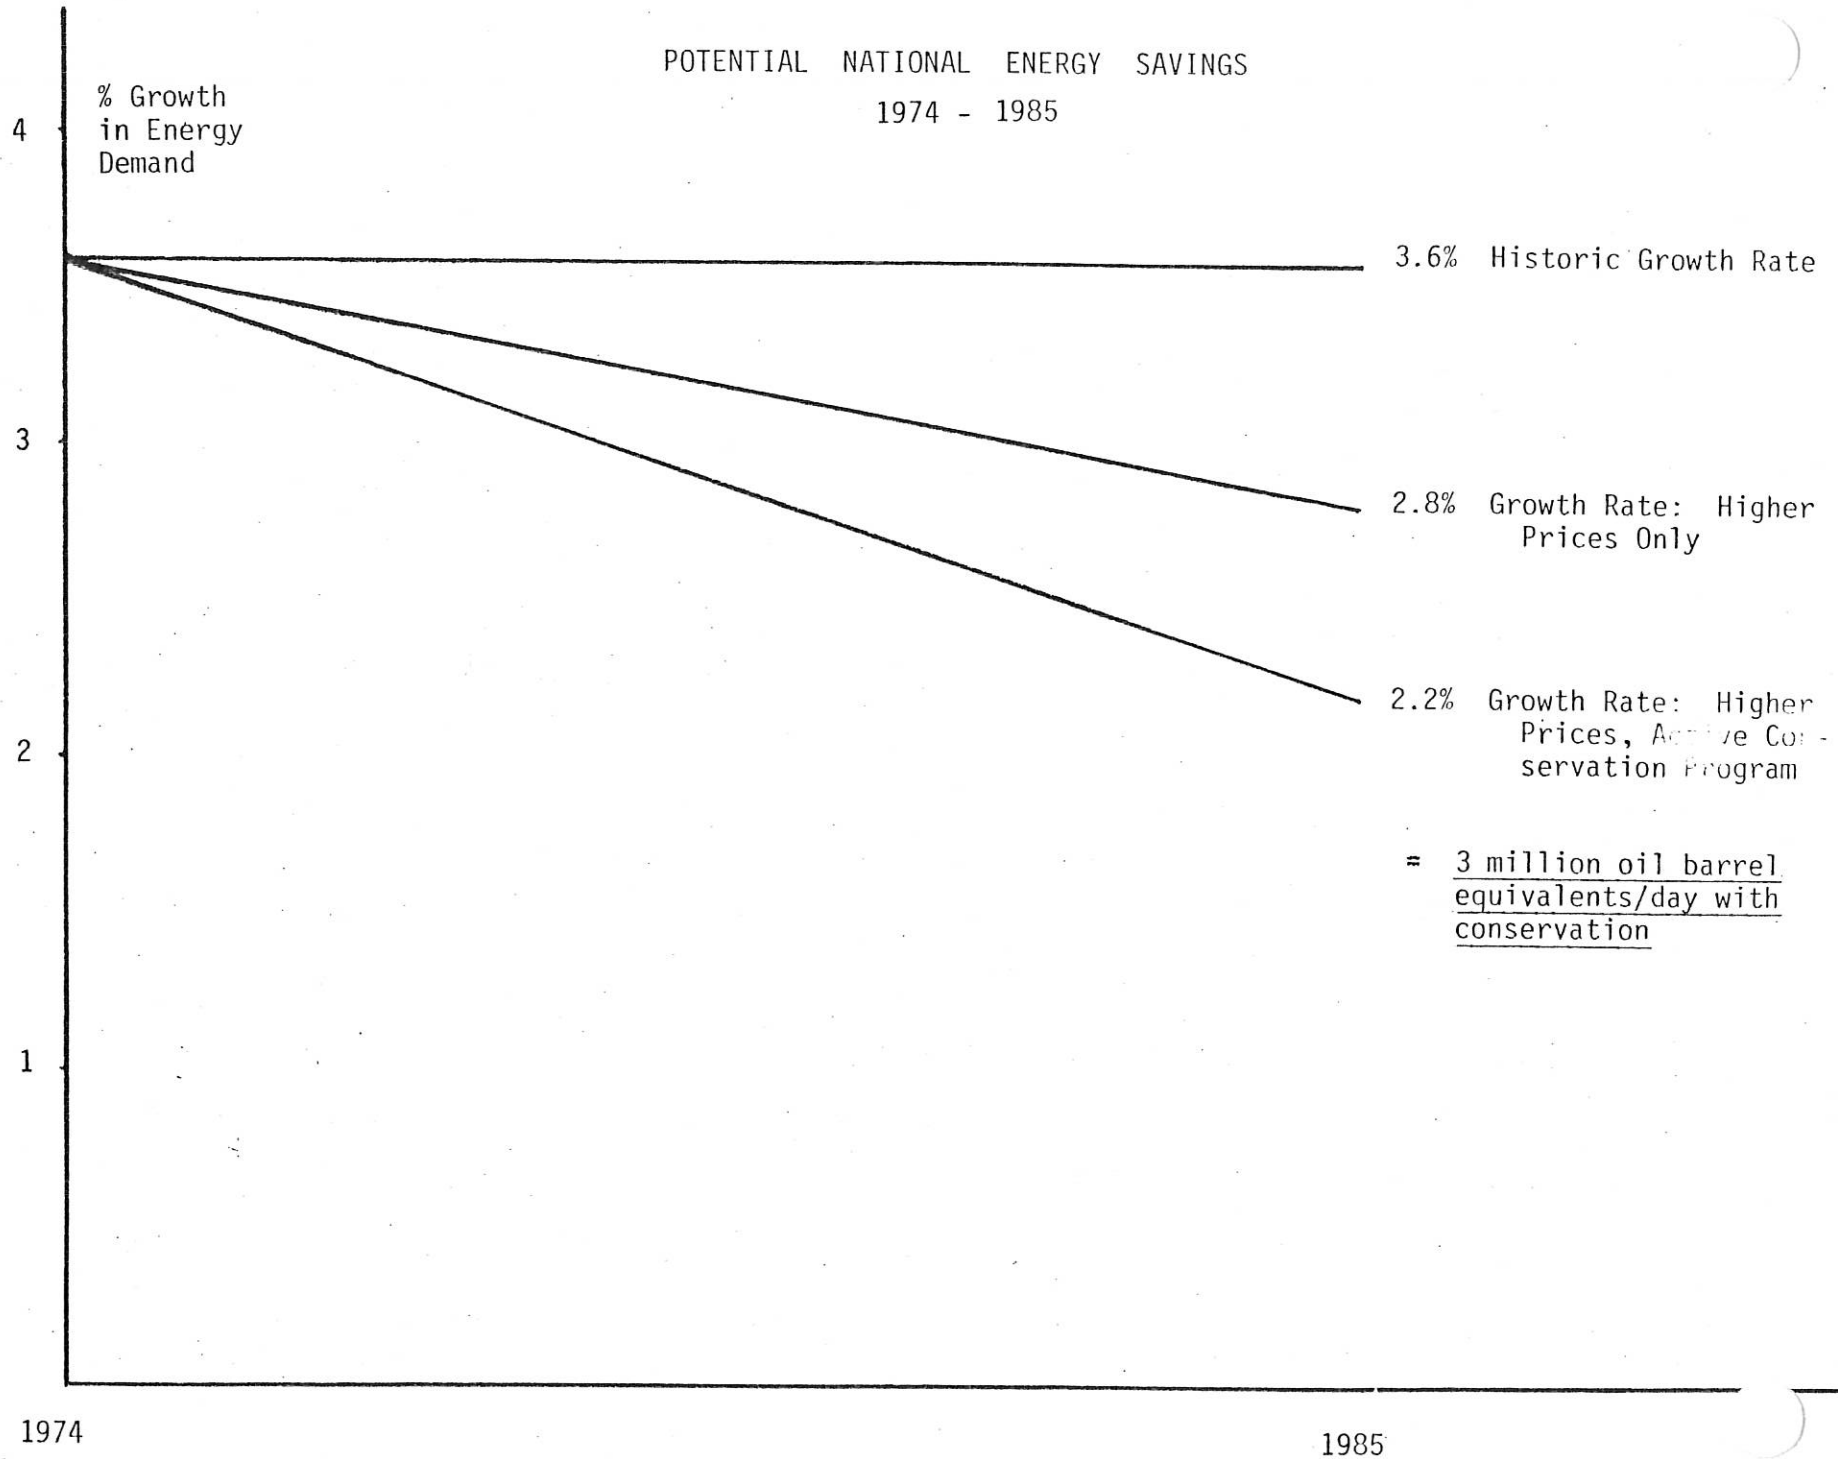 POTENTIAL NATIONAL ENERGY SAVINGS
1974 - 1985
% Growth
in Energy
Demand
4
3
2
1
3.6% Historic Growth Rate
2.8% Growth Rate: Higher
Prices Only
2.2% Growth Rate: Higher
Prices,
servation Program
= 3 million oil barrel
equivalents/day with
conservation
1974
1985